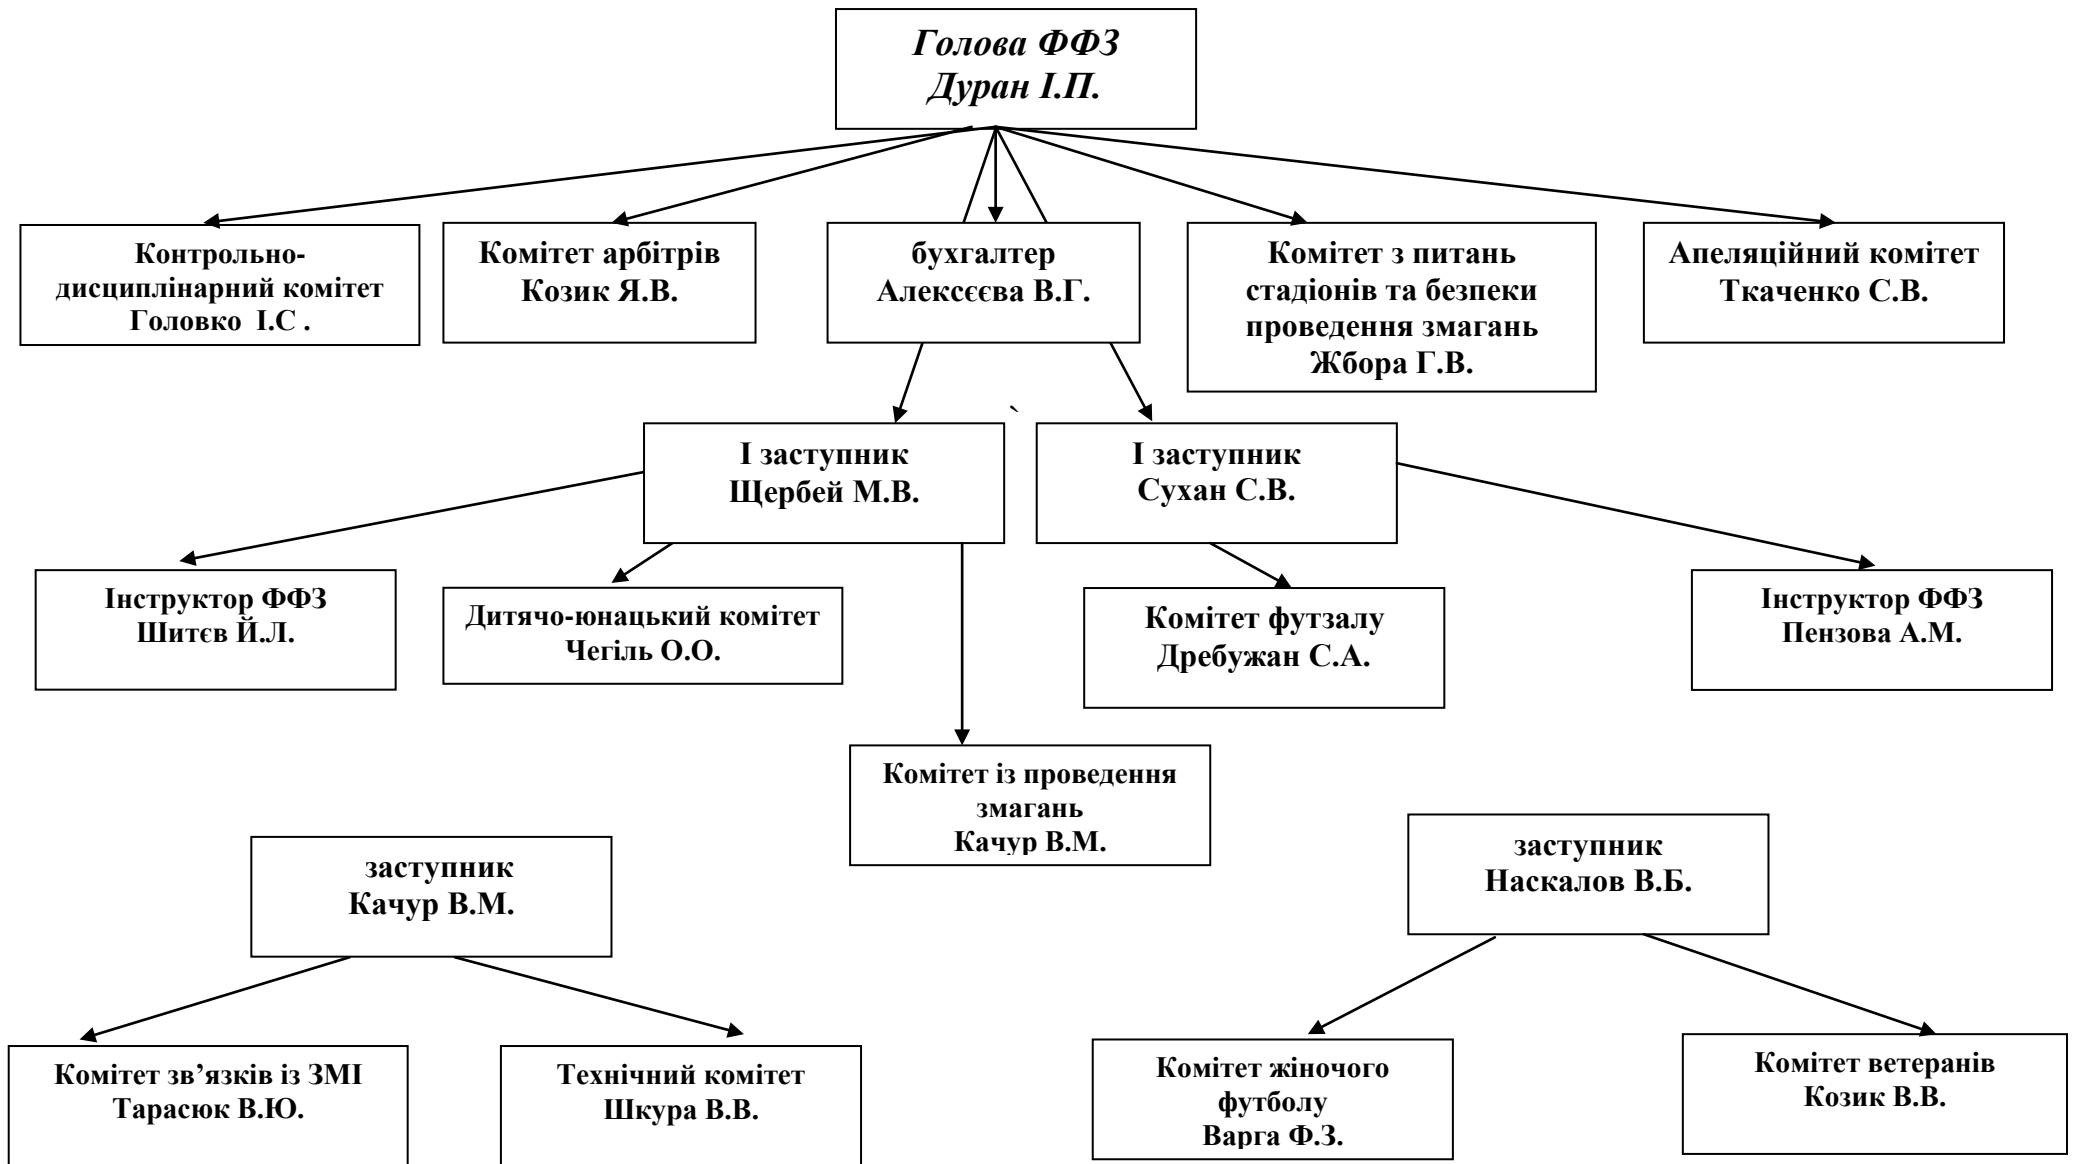 Голова ФФЗ
Дуран І.П.
Контрольно-
дисциплінарний комітет
Головко І.С .
Комітет арбітрів
Козик Я.В.
бухгалтер
Алексєєва В.Г.
Комітет з питань
стадіонів та безпеки
проведення змагань
Жбора Г.В.
Апеляційний комітет
Ткаченко С.В.
`
І заступник
Щербей М.В.
І заступник
Сухан С.В.
Інструктор ФФЗ
Шитєв Й.Л.
Дитячо-юнацький комітет
Чегіль О.О.
Комітет футзалу
Дребужан С.А.
Інструктор ФФЗ
Пензова А.М.
Комітет із проведення
змагань
Качур В.М.
заступник
Качур В.М.
заступник
Наскалов В.Б.
Комітет зв’язків із ЗМІ
Тарасюк В.Ю.
Технічний комітет
Шкура В.В.
Комітет жіночого
футболу
Варга Ф.З.
Комітет ветеранів
Козик В.В.